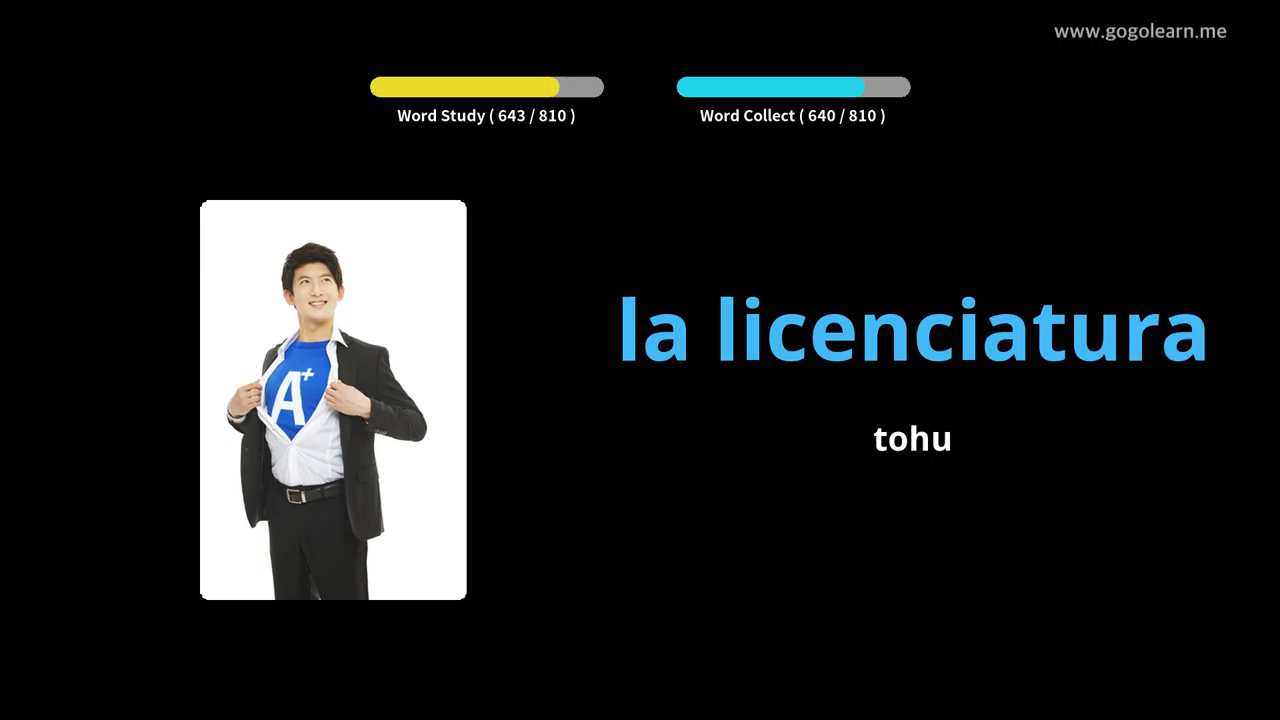 www.gogolearn.me
Word Study ( 643 / 810 )
Word Collect ( 640 / 810 )
A+
la licenciatura
tohu